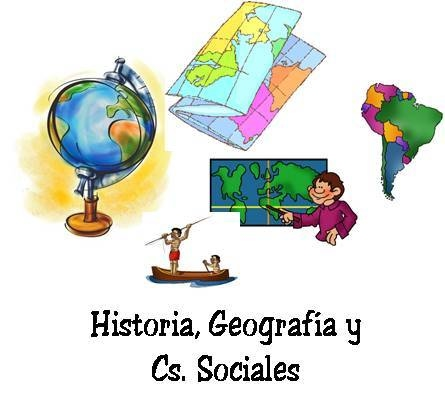 Historia, Geografía y
Cs. Sociales